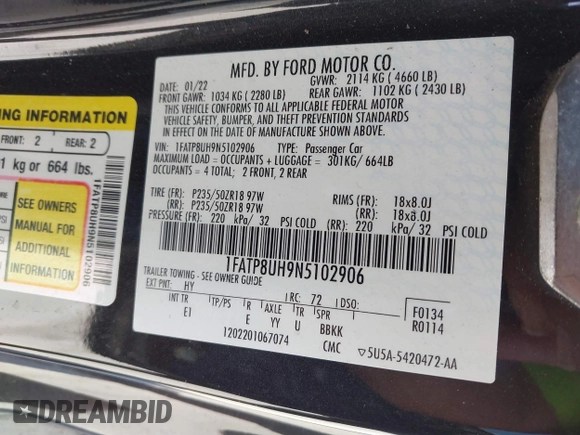 MFD. BY FORD MOTOR CO.
DATE: 01/22 GVWR: 2114 KG ( 4660 LB)
FRONT GAWR: 1034 KG ( 2280 LB) REAR GAWR: 1102 KG ( 2430 LB)
THIS VEHICLE CONFORMS TO ALL APPLICABLE FEDERAL MOTOR
VEHICLE SAFETY, BUMPER, AND THEFT PREVENTION STANDARDS IN
EFFECT ON THE DATE OF MANUFACTURE SHOWN ABOVE.
VIN: 1FATP8UH9N5102906 TYPE: Passenger Car
MAXIMUM LOAD = OCCUPANTS + LUGGAGE = 301KG/ 664LB
OCCUPANTS = 4 TOTAL; 2 FRONT, 2 REAR
TIRE (F): P235/50ZR18 97W RIMS (F): 18x8.0J
(R): P235/50ZR18 97W (R): 18x8.0J
PRESSURE (F): 220 kPa/ 32 PSI COLD (R): 220 kPa/ 32 PSI COLD
1FATP8UH9N5102906
TRAILER TOWING - SEE OWNER GUIDE
EXT PNT: HY RC: 72 DSO: F0134
INT TR TP/PS R AXLE TR SPR R0114
EI E YY U BBKK
1202201067074 CMC ▽5U5A-5420472-AA
ING INFORMATION
FRONT: 2 REAR: 2
1 kg or 664 lbs.
SEE OWNERS
MANUAL FOR
ADDITIONAL
INFORMATION
1FATP8UH9N5102906
DREAMBID